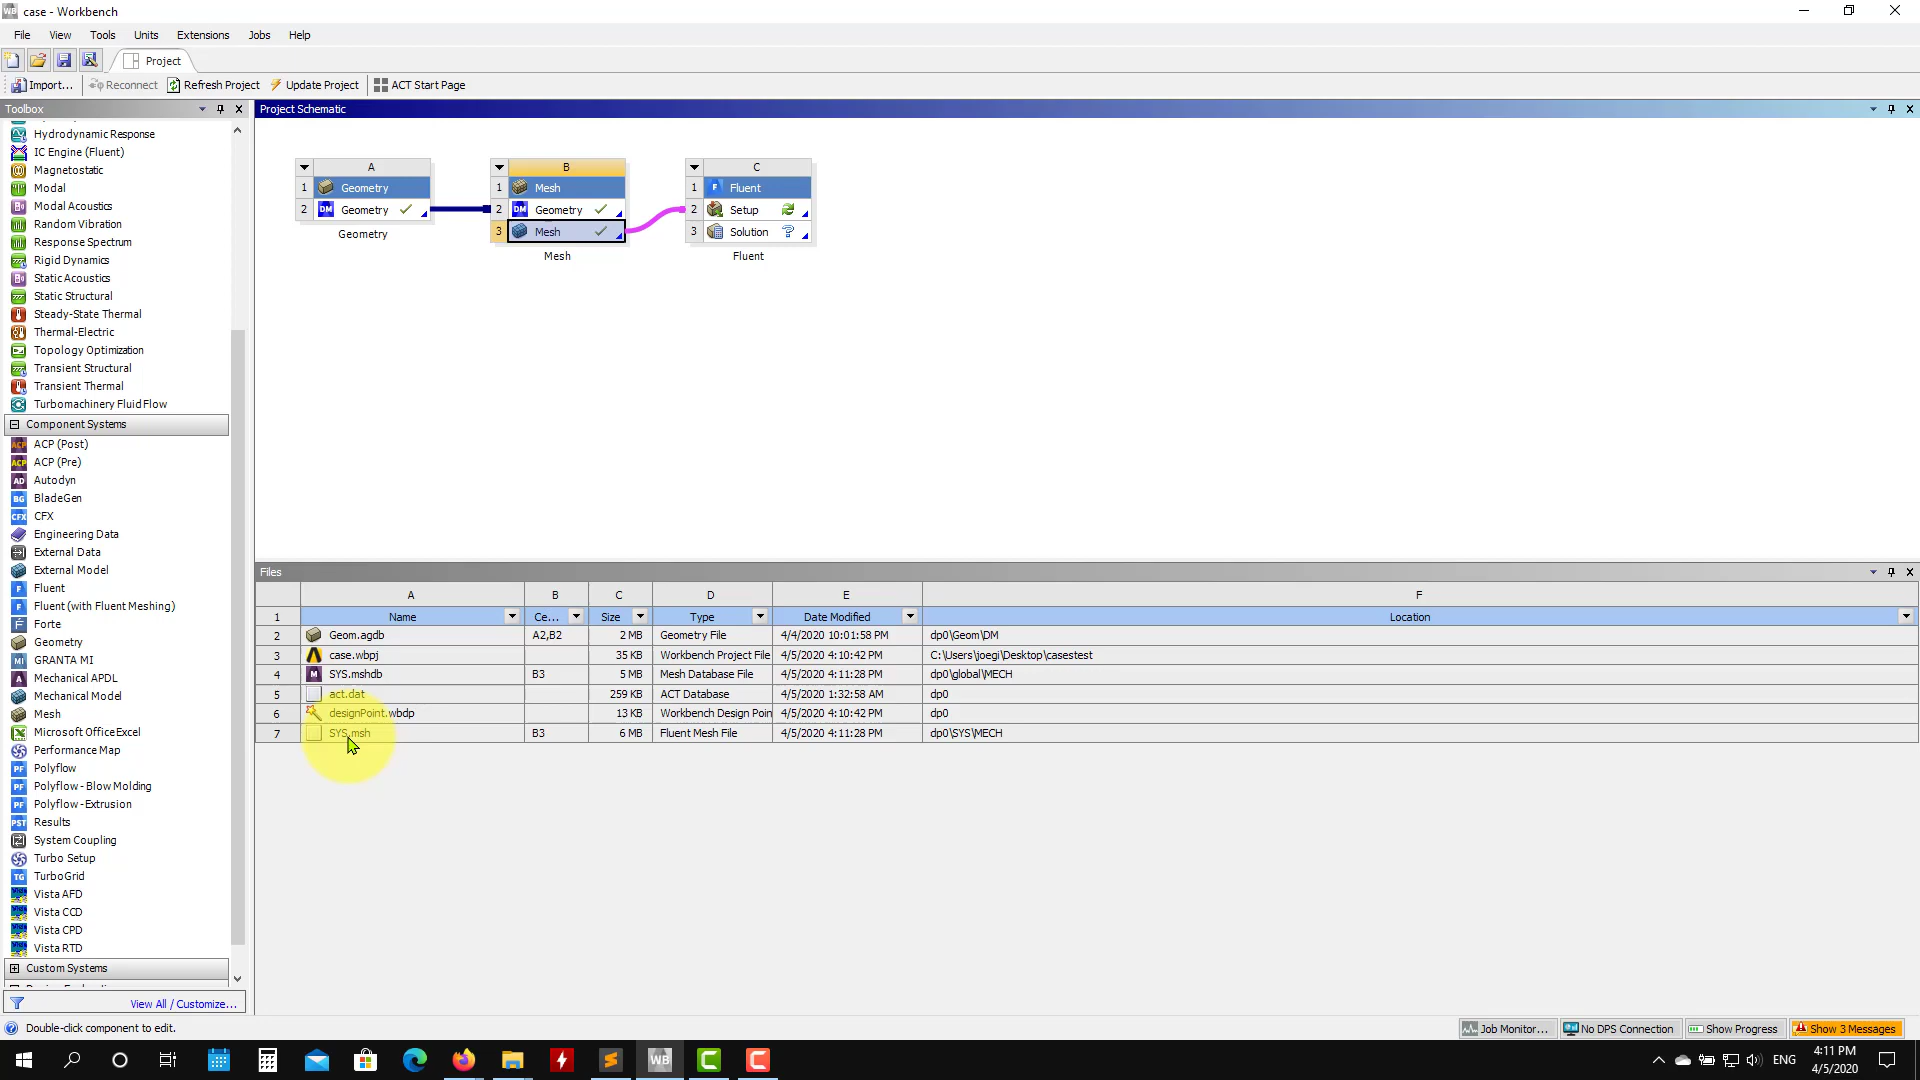 case - Workbench
File View Tools Units Extensions Jobs Help
Project
Import... Reconnect Refresh Project Update Project ACT Start Page
Toolbox
Hydrodynamic Response
IC Engine (Fluent)
Magnetostatic
Modal
Modal Acoustics
Random Vibration
Response Spectrum
Rigid Dynamics
Static Acoustics
Static Structural
Steady-State Thermal
Thermal-Electric
Topology Optimization
Transient Structural
Transient Thermal
Turbomachinery Fluid Flow
Component Systems
ACP (Post)
ACP (Pre)
Autodyn
BladeGen
CFX
Engineering Data
External Data
External Model
Fluent
Fluent (with Fluent Meshing)
Forte
Geometry
GRANTA MI
Mechanical APDL
Mechanical Model
Mesh
Microsoft Office Excel
Performance Map
Polyflow
Polyflow - Blow Molding
Polyflow - Extrusion
Results
System Coupling
Turbo Setup
TurboGrid
Vista AFD
Vista CCD
Vista CPD
Vista RTD
Custom Systems
View All / Customize...
Project Schematic
A
1 Geometry
2 DM Geometry
Geometry
B
1 Mesh
2 DM Geometry
3 Mesh
Mesh
C
1 Fluent
2 Setup
3 Solution
Fluent
Files
A B C D E F
1 Name Ce... Size Type Date Modified Location
2 Geom.agdb A2,B2 2 MB Geometry File 4/4/2020 10:01:58 PM dp0\Geom\DM
3 case.wbpj 35 KB Workbench Project File 4/5/2020 4:10:42 PM C:\Users\joegi\Desktop\casestest
4 SYS.mshdb B3 5 MB Mesh Database File 4/5/2020 4:11:28 PM dp0\global\MECH
5 act.dat 259 KB ACT Database 4/5/2020 1:32:58 AM dp0
6 designPoint.wbdp 13 KB Workbench Design Poin 4/5/2020 4:10:42 PM dp0
7 SYS.msh B3 6 MB Fluent Mesh File 4/5/2020 4:11:28 PM dp0\SYS\MECH
Double-click component to edit.
Job Monitor... No DPS Connection Show Progress Show 3 Messages
ENG
4:11 PM
4/5/2020